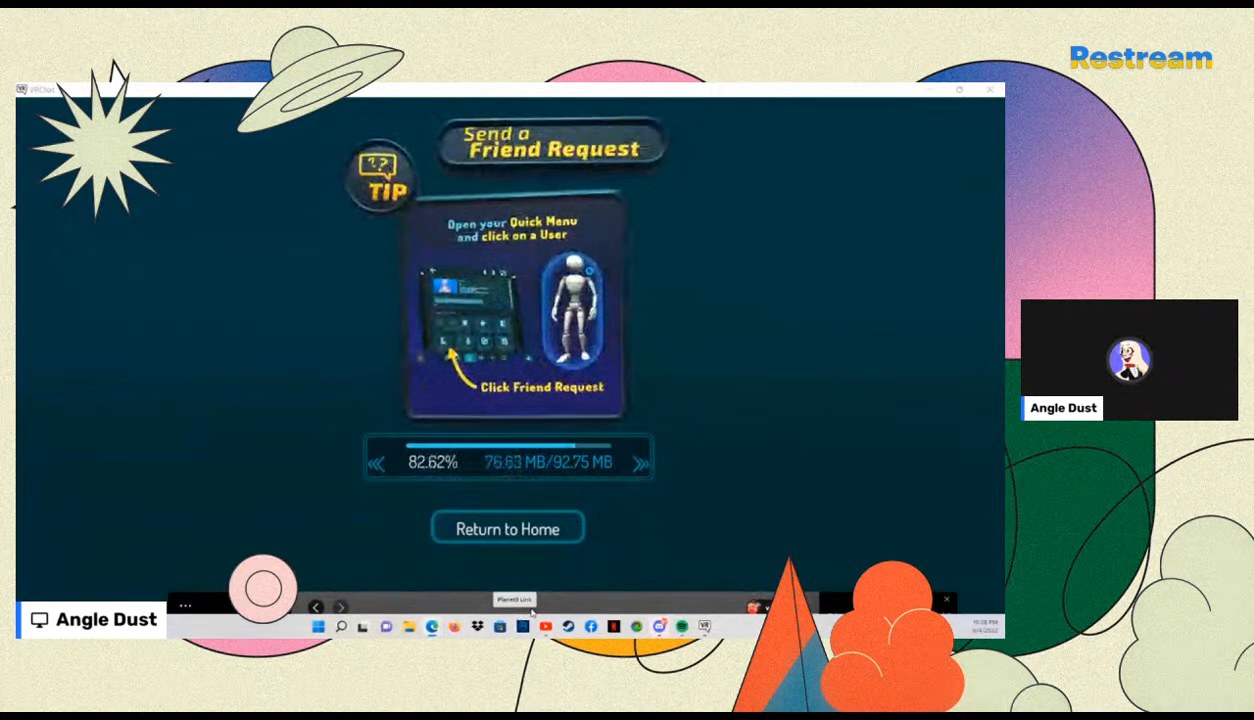 Restream
VRChat
Send a
Friend Request
??
TIP
Open your Quick Menu
and click on a User
Click Friend Request
82.62% 76.63 MB/92.75 MB
Return to Home
Angle Dust
Angle Dust